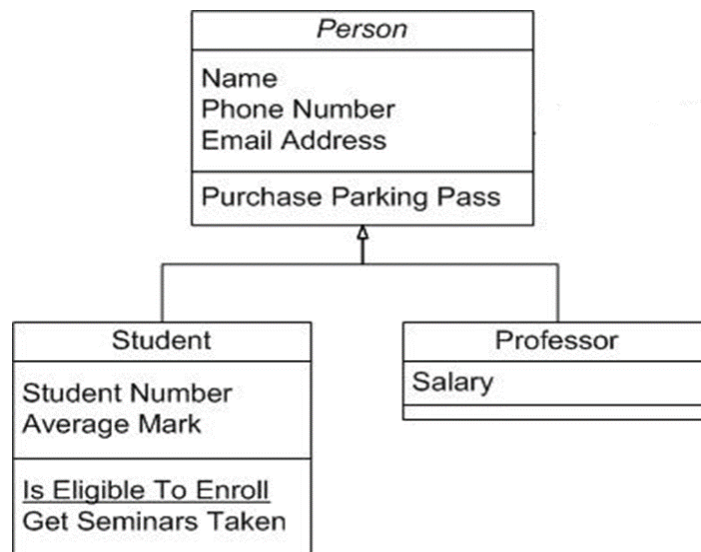 Person
Name
Phone Number
Email Address
Purchase Parking Pass
Student
Student Number
Average Mark
Is Eligible To Enroll
Get Seminars Taken
Professor
Salary